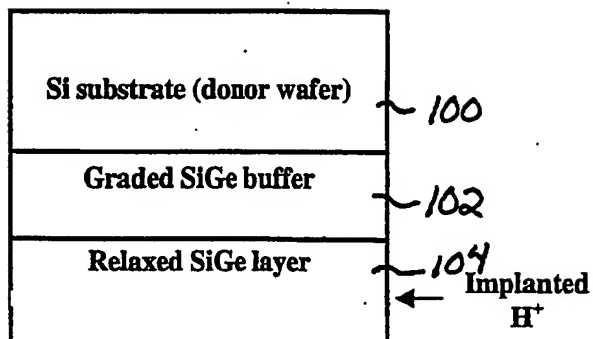 Si substrate (donor wafer)
100
Graded SiGe buffer
102
Relaxed SiGe layer
104
Implanted
H+